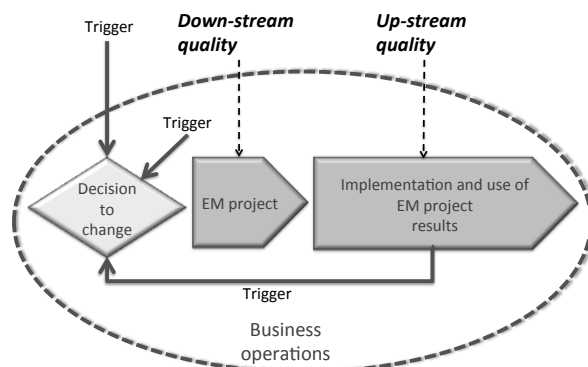 Trigger
Down-stream
quality
Up-stream
quality
Trigger
Decision
to
change
EM project
Implementation and use of
EM project
results
Trigger
Business
operations